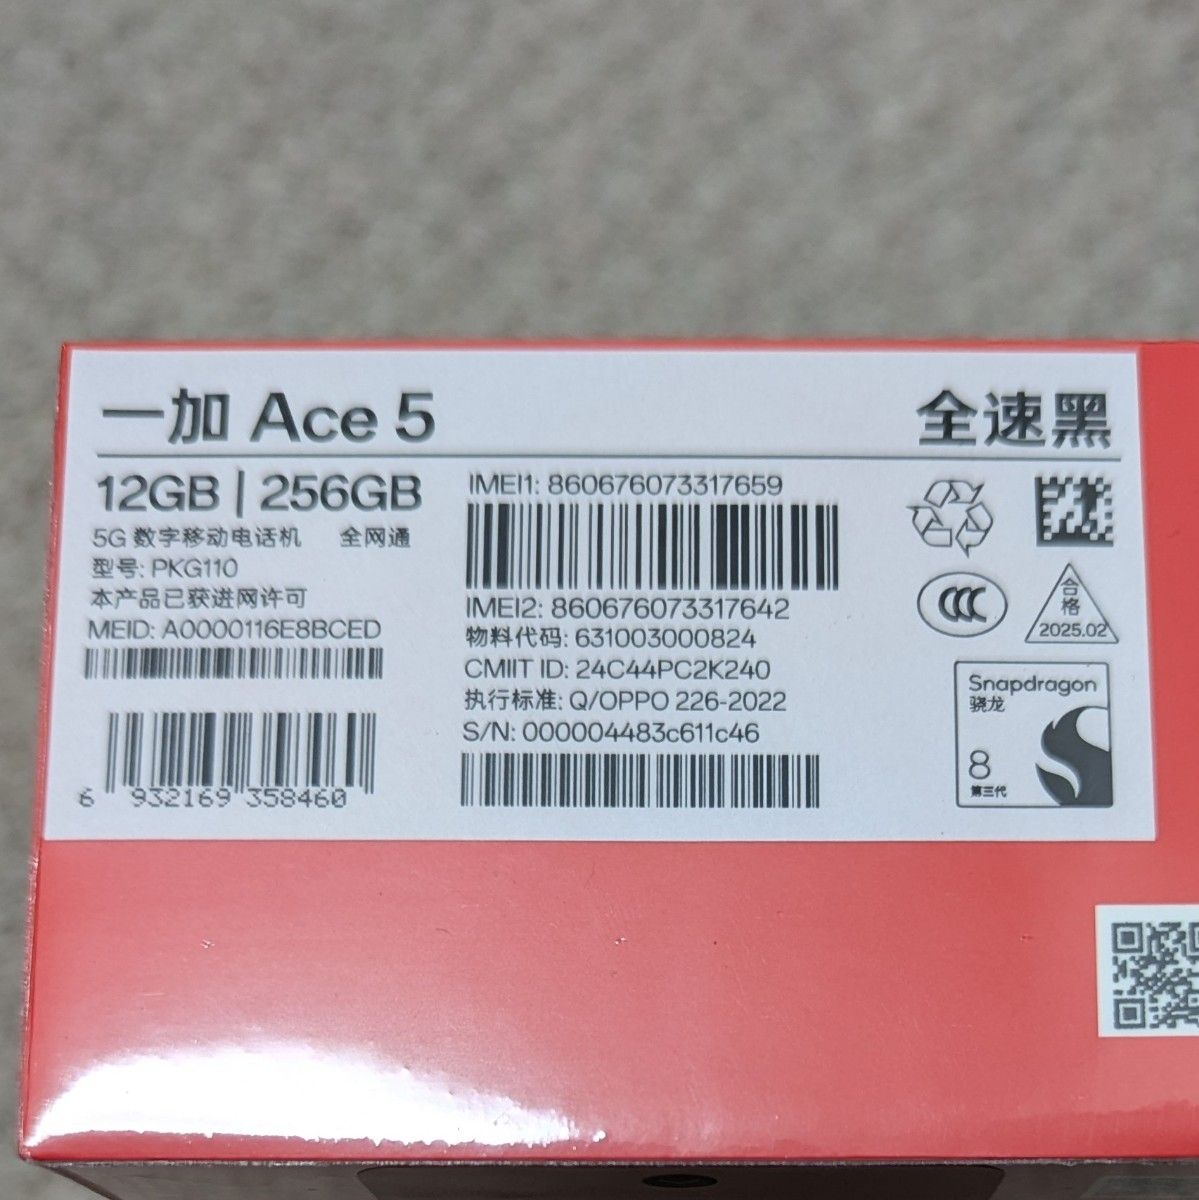 一加 Ace 5
全速黑
12GB | 256GB
5G 数字移动电话机 全网通
型号: PKG110
本产品已获进网许可
MEID: A0000116E8BCED
6 932169 358460
IMEI1: 860676073317659
IMEI2: 860676073317642
物料代码: 631003000824
CMIIT ID: 24C44PC2K240
执行标准: Q/OPPO 226-2022
S/N: 000004483c611c46
CCC
合
格
2025.02
Snapdragon
骁龙
8
第三代